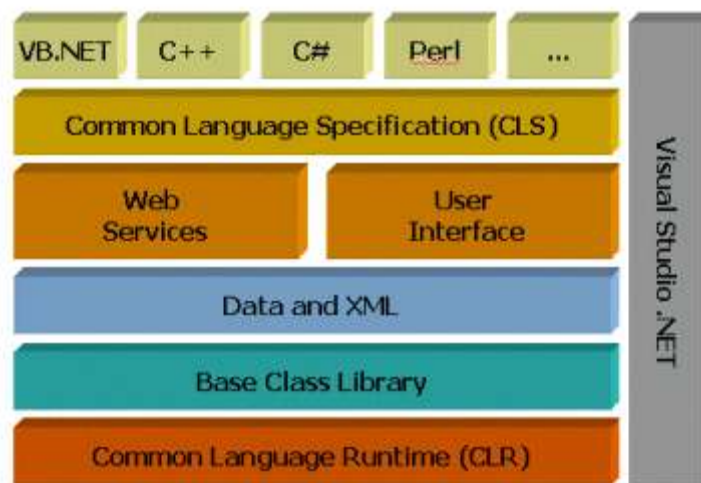 VB.NET
C++
C#
Perl
...
Common Language Specification (CLS)
Web
Services
User
Interface
Data and XML
Base Class Library
Common Language Runtime (CLR)
Visual Studio .NET